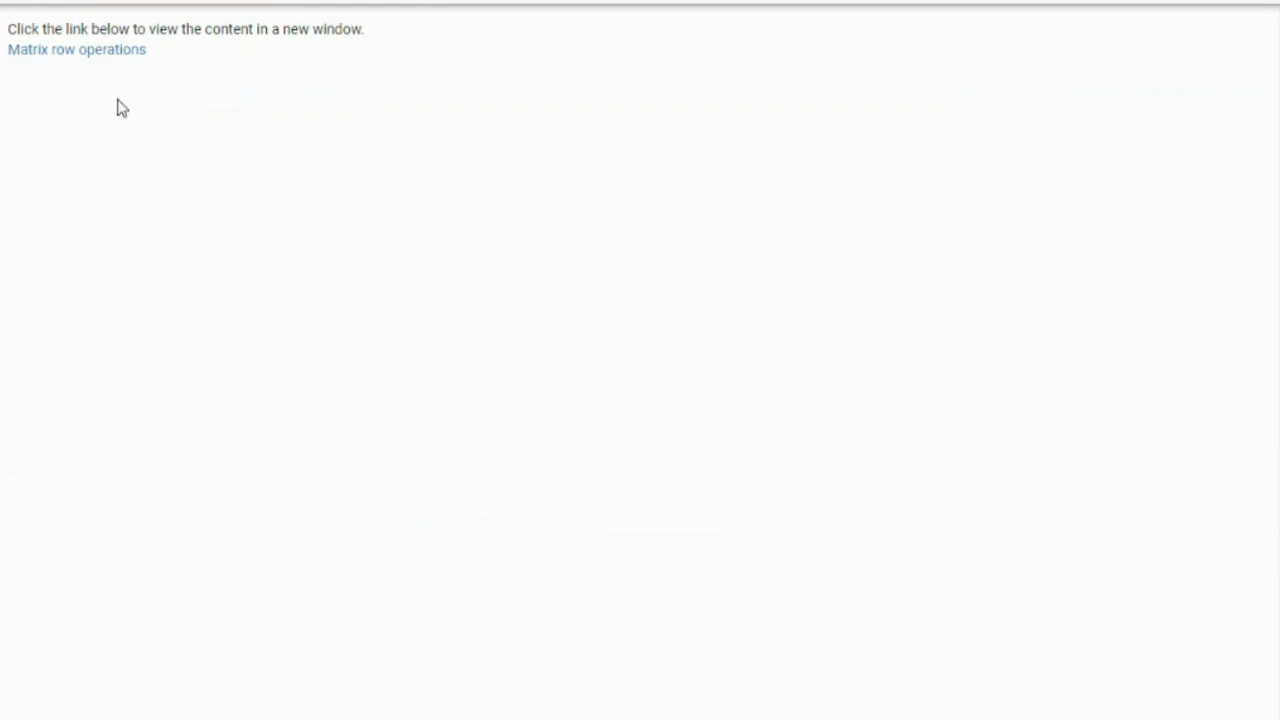 Click the link below to view the content in a new window.
Matrix row operations